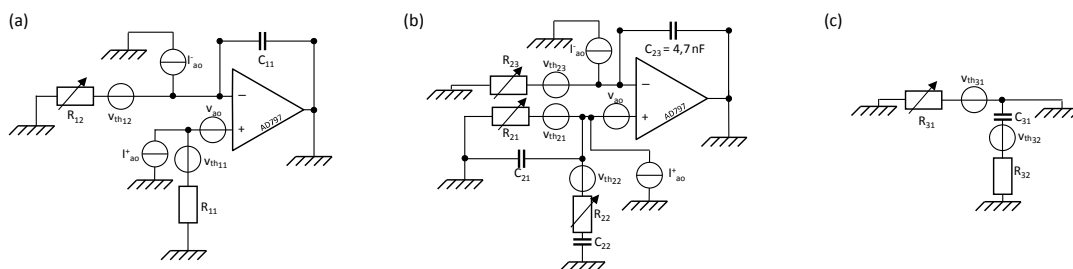 (a)
I⁻ao
C₁₁
R₁₂
vth12
vao
AD797
I⁺ao
vth11
R₁₁
(b)
I⁻ao
C₂₃ = 4,7 nF
R₂₃
vth23
vao
AD797
R₂₁
vth21
C₂₁
vth22
I⁺ao
R₂₂
C₂₂
(c)
vth31
R₃₁
C₃₁
vth32
R₃₂